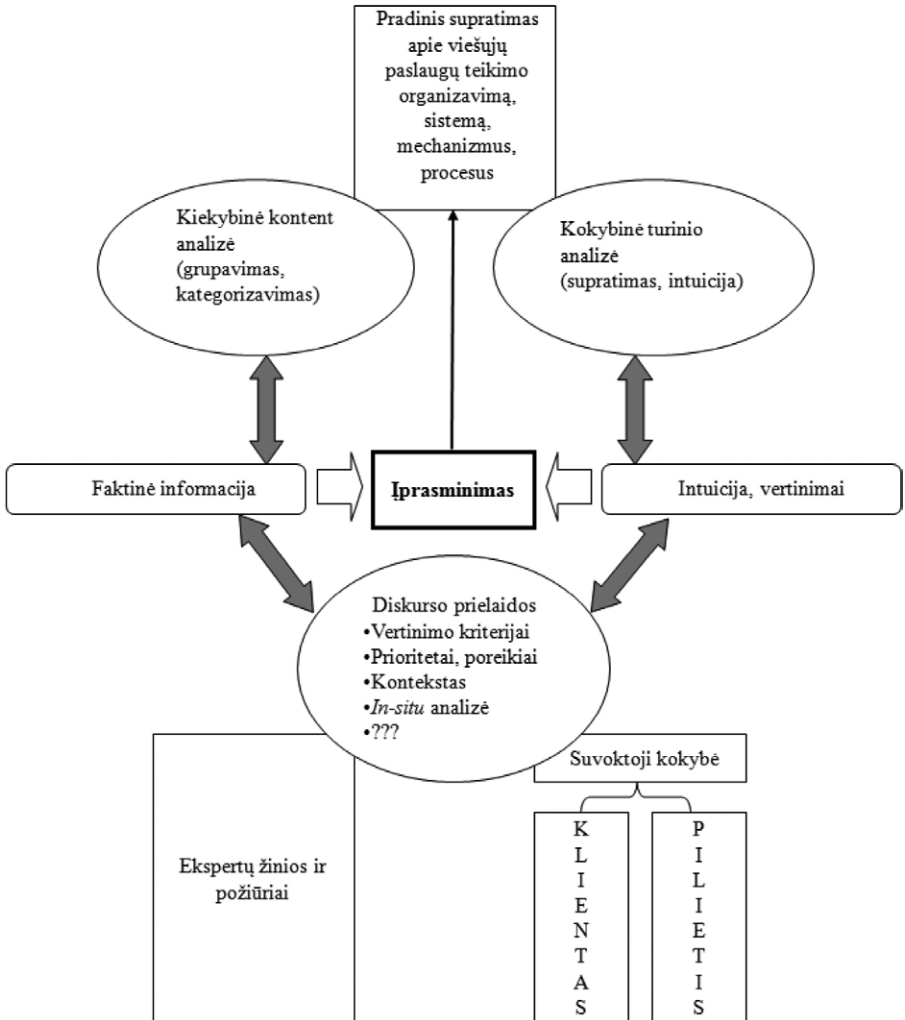 Pradinis supratimas
apie viešųjų
paslaugų teikimo
organizavimą,
sistemą,
mechanizmus,
procesus
Kiekybinė kontent
analizė
(grupavimas,
kategorizavimas)
Kokybinė turinio
analizė
(supratimas, intuicija)
Faktinė informacija
Įprasminimas
Intuicija, vertinimai
Diskurso prielaidos
•Vertinimo kriterijai
•Prioritetai, poreikiai
•Kontekstas
•In-situ analizė
•???
Ekspertų žinios ir
požiūriai
Suvoktoji kokybė
K
L
I
E
N
T
A
S
P
I
L
I
E
T
I
S